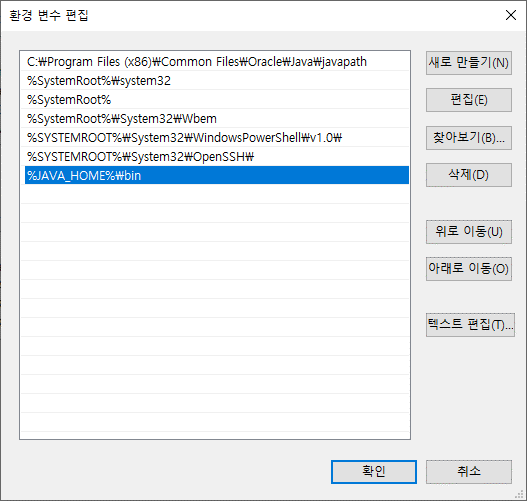 환경 변수 편집
C:₩Program Files (x86)₩Common Files₩Oracle₩Java₩javapath
%SystemRoot%₩system32
%SystemRoot%
%SystemRoot%₩System32₩Wbem
%SYSTEMROOT%₩System32₩WindowsPowerShell₩v1.0₩
%SYSTEMROOT%₩System32₩OpenSSH₩
%JAVA_HOME%₩bin
새로 만들기(N)
편집(E)
찾아보기(B)...
삭제(D)
위로 이동(U)
아래로 이동(O)
텍스트 편집(T)...
확인
취소